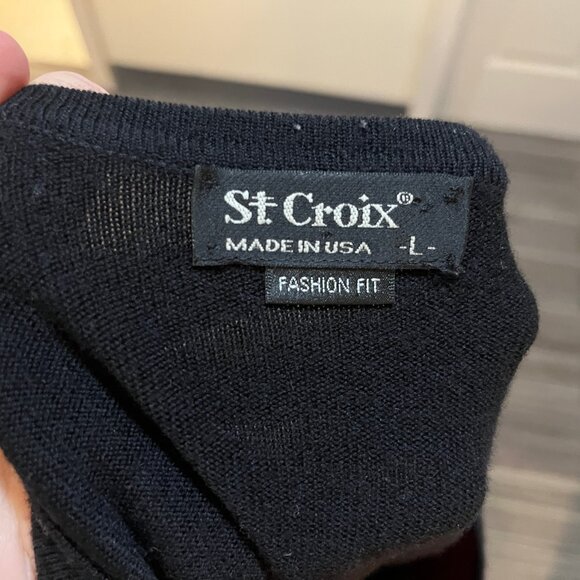 St Croix®
MADE IN USA -L-
FASHION FIT